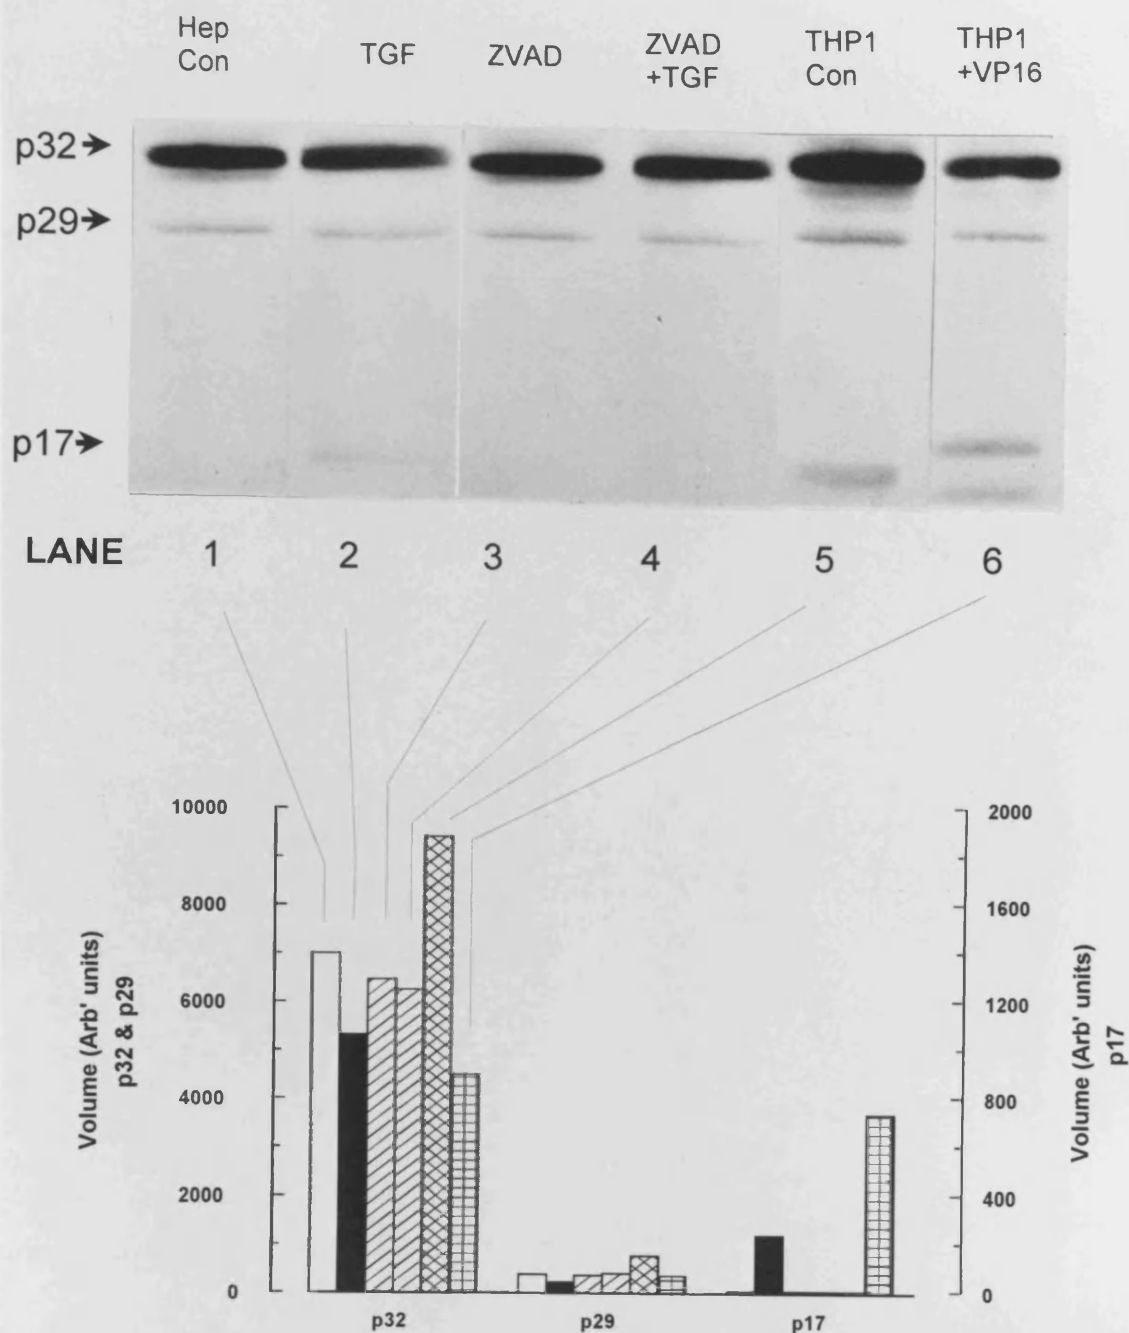 Hep
Con
TGF
ZVAD
ZVAD
+TGF
THP1
Con
THP1
+VP16
p32
p29
p17
LANE 1 2 3 4 5 6
10000
8000
6000
4000
2000
0
Volume (Arb' units)
p32 & p29
2000
1600
1200
800
400
0
Volume (Arb' units)
p17
p32 p29 p17